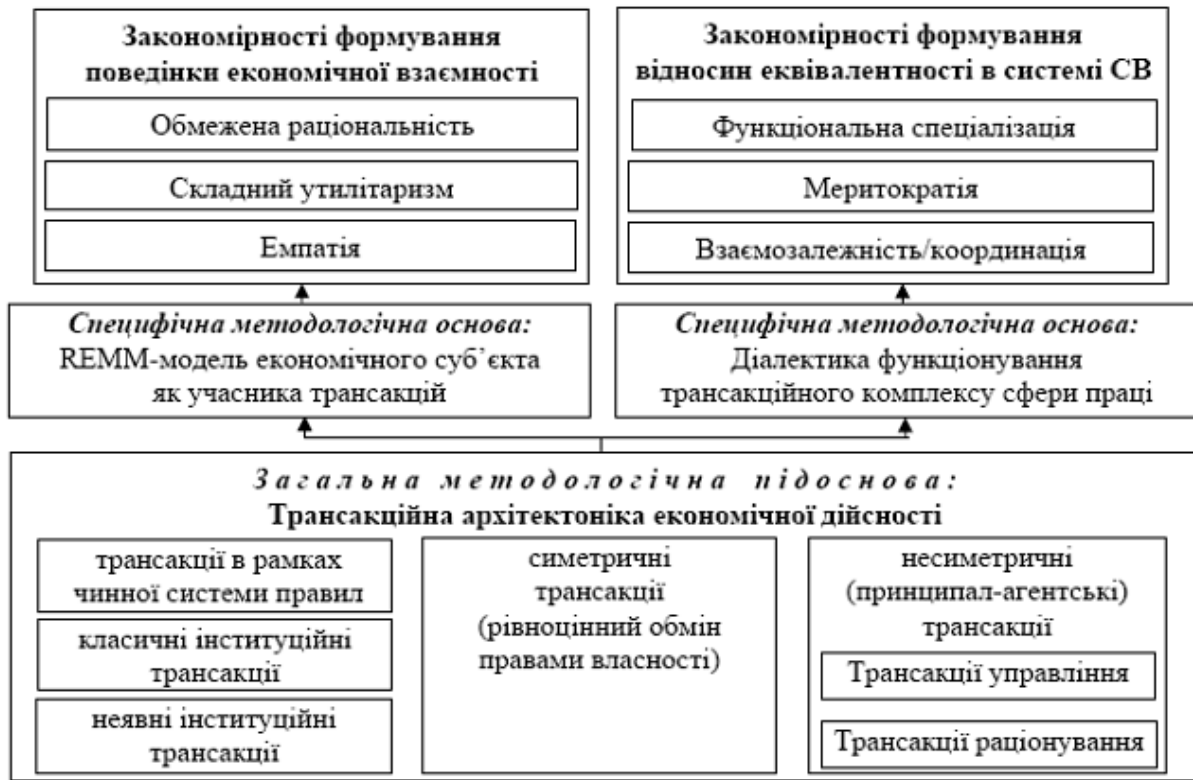 Закономірності формування
поведінки економічної взаємності
Обмежена раціональність
Складний утилітаризм
Емпатія
Закономірності формування
відносин еквівалентності в системі СВ
Функціональна спеціалізація
Меритократія
Взаємозалежність/координація
Специфічна методологічна основа:
REMM-модель економічного суб’єкта
як учасника трансакцій
Специфічна методологічна основа:
Діалектика функціонування
трансакційного комплексу сфери праці
Загальна методологічна підоснова:
Трансакційна архітектоніка економічної дійсності
трансакції в рамках
чинної системи правил
класичні інституційні
трансакції
неявні інституційні
трансакції
симетричні
трансакції
(рівноцінний обмін
правами власності)
несиметричні
(принципал-агентські)
трансакції
Трансакції управління
Трансакції раціонування